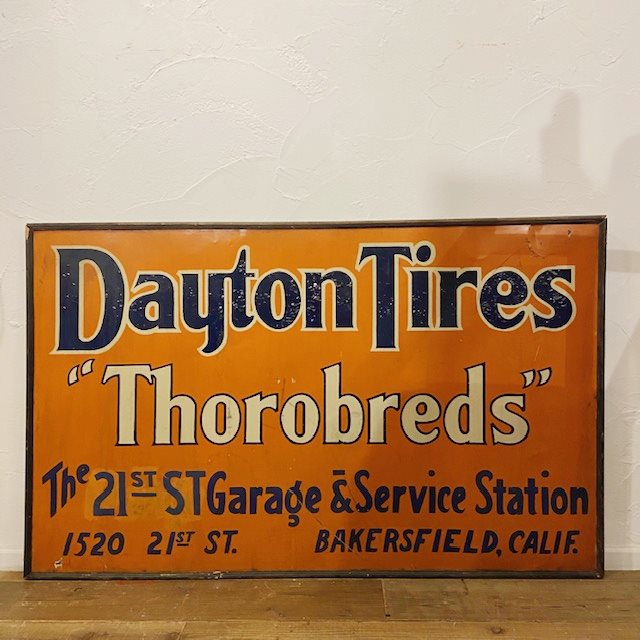 Dayton Tires
"Thorobreds"
The 21ST ST Garage & Service Station
1520 21ST ST. BAKERSFIELD, CALIF.